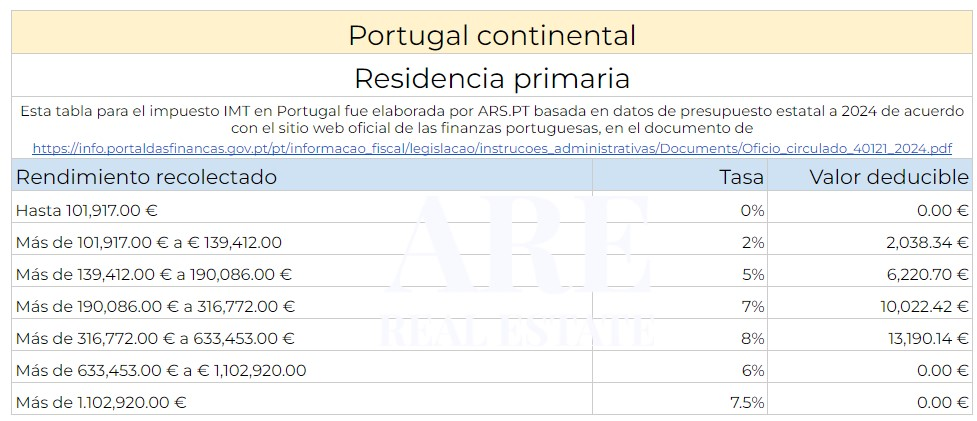 Portugal continental
Residencia primaria
Esta tabla para el impuesto IMT en Portugal fue elaborada por ARS.PT basada en datos de presupuesto estatal a 2024 de acuerdo
con el sitio web oficial de las finanzas portuguesas, en el documento de
https://info.portaldasfinancas.gov.pt/pt/informacao_fiscal/legislacao/instrucoes_administrativas/Documents/Oficio_circulado_40121_2024.pdf
Rendimiento recolectado Tasa Valor deducible
Hasta 101,917.00 € 0% 0.00 €
Más de 101,917.00 € a € 139,412.00 2% 2,038.34 €
Más de 139,412.00 € a 190,086.00 € 5% 6,220.70 €
Más de 190,086.00 € a 316,772.00 € 7% 10,022.42 €
Más de 316,772.00 € a 633,453.00 € 8% 13,190.14 €
Más de 633,453.00 € a € 1,102,920.00 6% 0.00 €
Más de 1.102,920.00 € 7.5% 0.00 €
ARE
REAL ESTATE